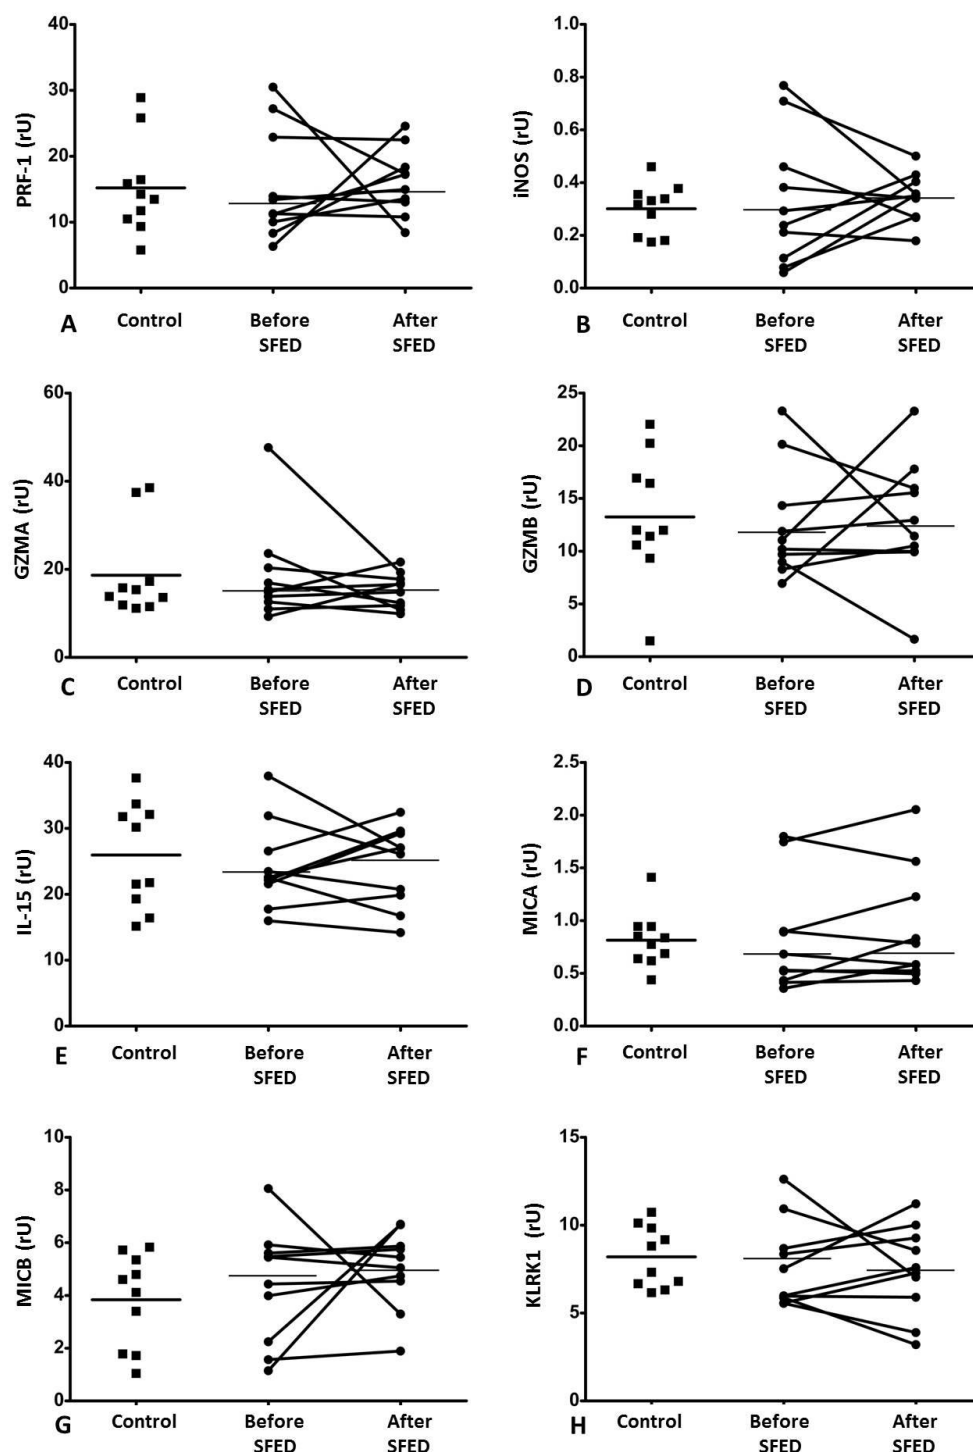 40
30
20
10
0
PRF-1 (rU)
A
Control
Before
SFED
After
SFED
1.0
0.8
0.6
0.4
0.2
0.0
iNOS (rU)
B
Control
Before
SFED
After
SFED
60
40
20
0
GZMA (rU)
C
Control
Before
SFED
After
SFED
25
20
15
10
5
0
GZMB (rU)
D
Control
Before
SFED
After
SFED
40
30
20
10
0
IL-15 (rU)
E
Control
Before
SFED
After
SFED
2.5
2.0
1.5
1.0
0.5
0.0
MICA (rU)
F
Control
Before
SFED
After
SFED
10
8
6
4
2
0
MICB (rU)
G
Control
Before
SFED
After
SFED
15
10
5
0
KLRK1 (rU)
H
Control
Before
SFED
After
SFED